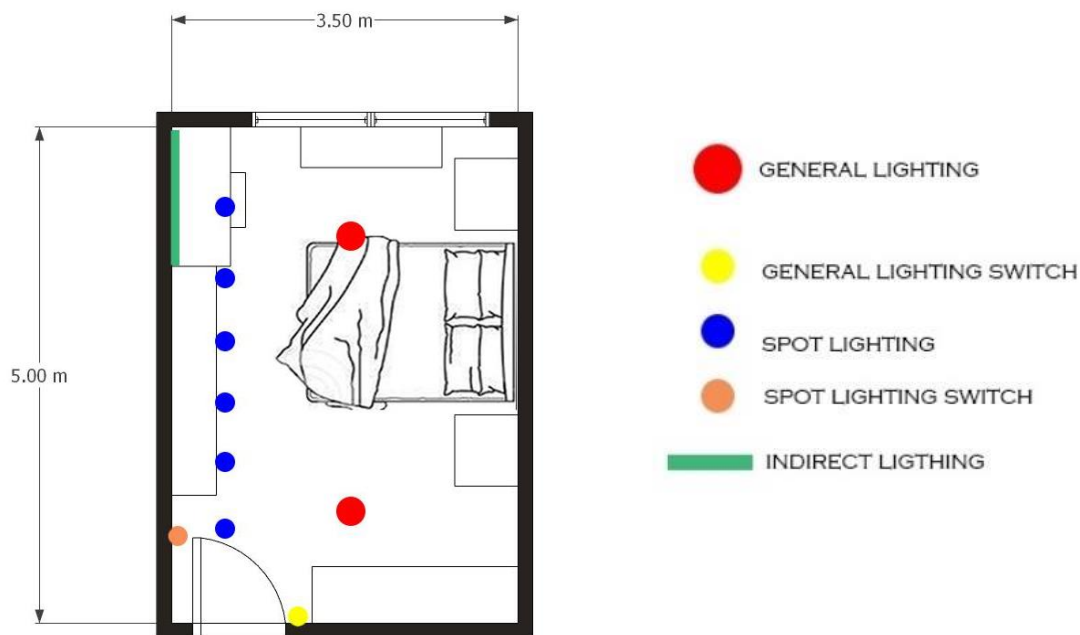 3.50 m
5.00 m
GENERAL LIGHTING
GENERAL LIGHTING SWITCH
SPOT LIGHTING
SPOT LIGHTING SWITCH
INDIRECT LIGTHING